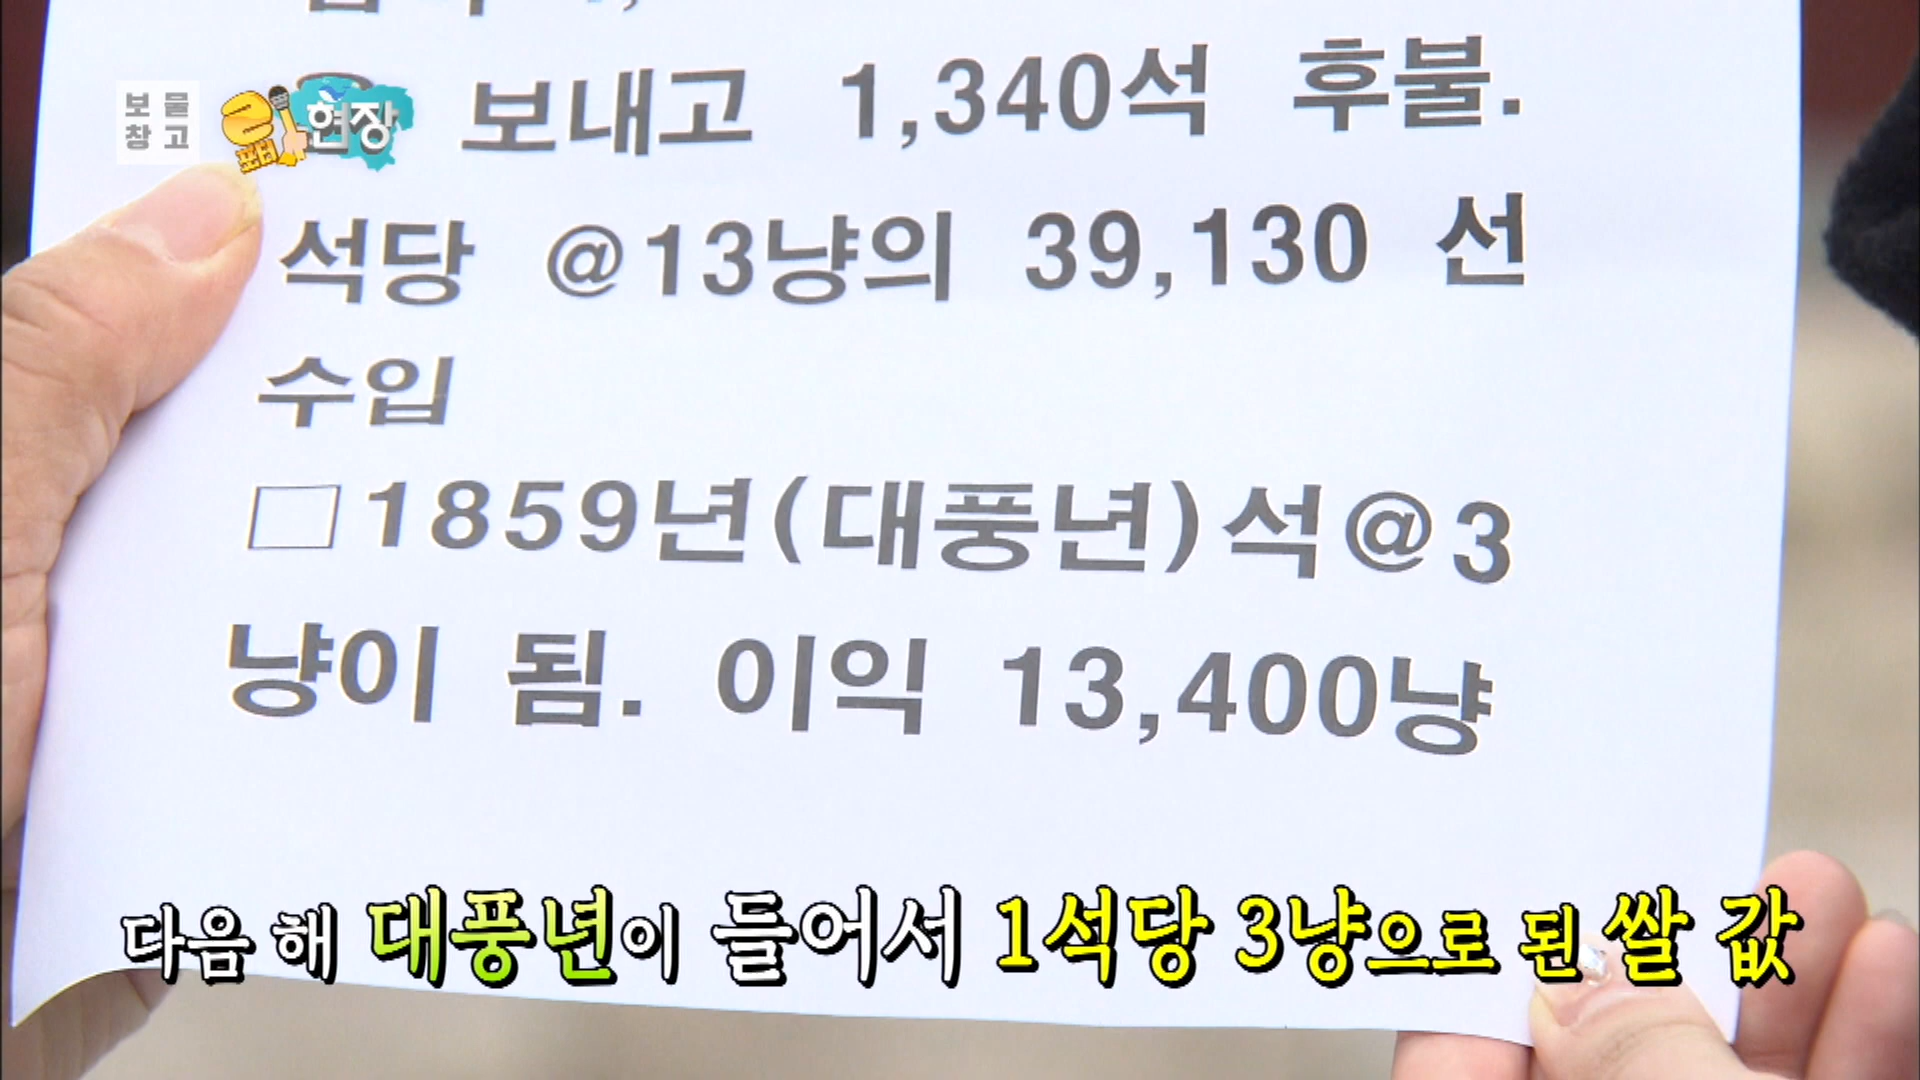 보물
창고
현장
보내고 1,340석 후불.
석당 @13냥의 39,130 선
수입
□1859년(대풍년)석@3
냥이 됨. 이익 13,400냥
다음 해 대풍년이 들어서 1석당 3냥으로 된 쌀 값